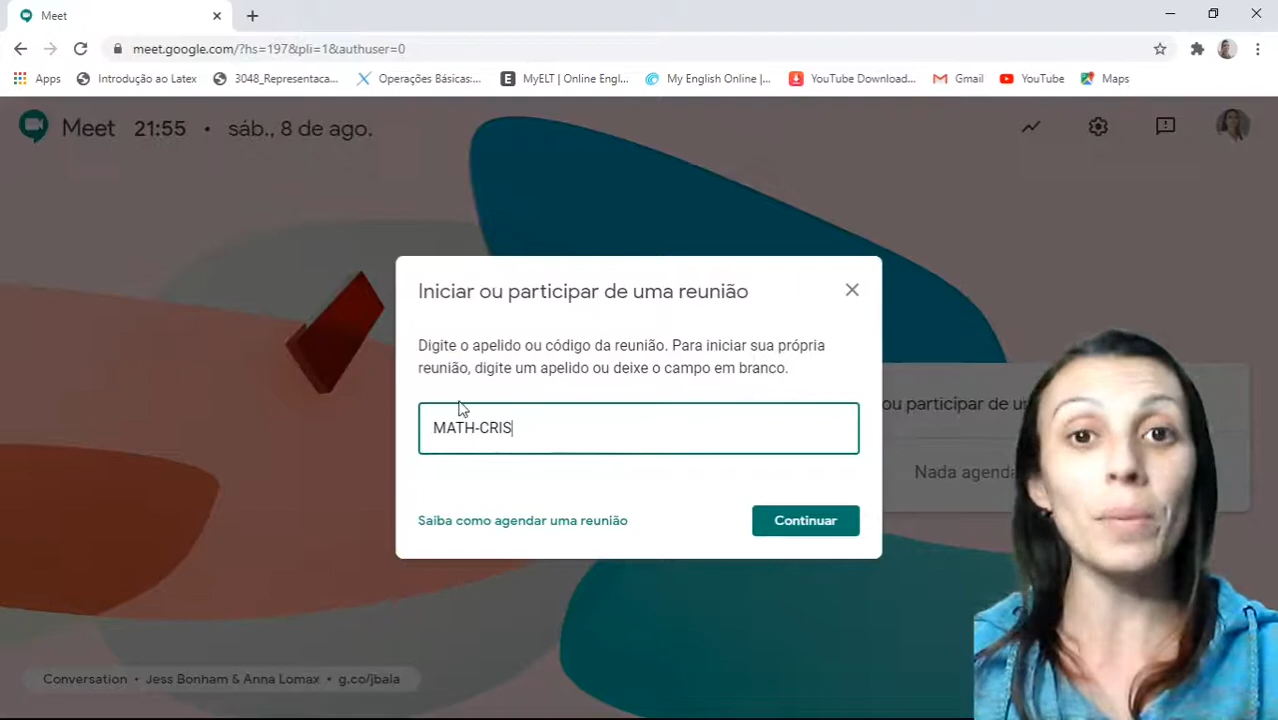 Meet
meet.google.com/?hs=197&pli=1&authuser=0
Apps
Introdução ao Latex
3048_Representaca...
Operações Básicas:...
MyELT | Online Engl...
My English Online |...
YouTube Download...
Gmail
YouTube
Maps
Meet 21:55 • sáb., 8 de ago.
Iniciar ou participar de uma reunião
Digite o apelido ou código da reunião. Para iniciar sua própria
reunião, digite um apelido ou deixe o campo em branco.
ou participar de u
MATH-CRIS
Nada agenda
Saiba como agendar uma reunião
Continuar
Conversation • Jess Bonham & Anna Lomax • g.co/jbala